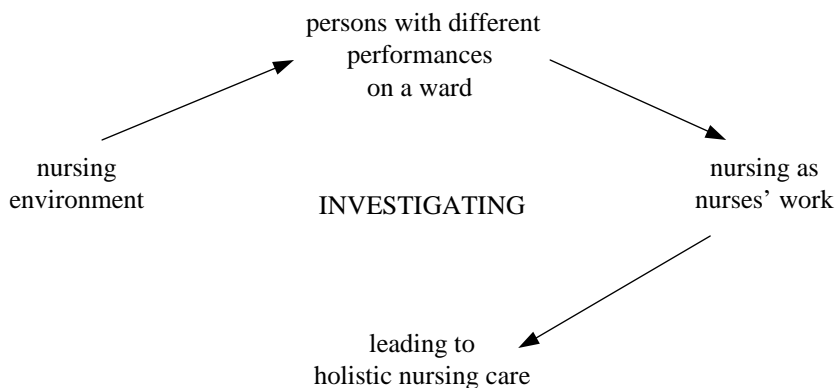 persons with different
performances
on a ward
nursing
environment
INVESTIGATING
nursing as
nurses’ work
leading to
holistic nursing care